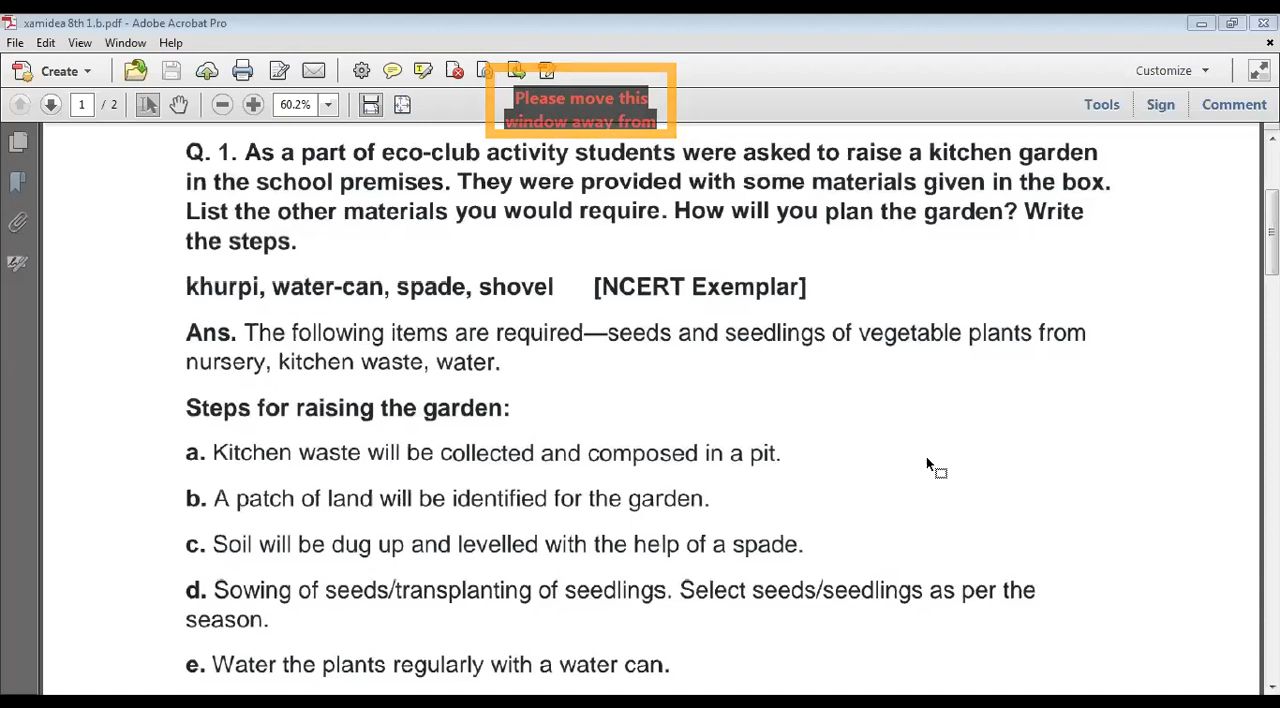 xamidea 8th 1.b.pdf - Adobe Acrobat Pro
File Edit View Window Help
Create Customize
1 / 2 60.2% Tools Sign Comment
Please move this
window away from
Q. 1. As a part of eco-club activity students were asked to raise a kitchen garden
in the school premises. They were provided with some materials given in the box.
List the other materials you would require. How will you plan the garden? Write
the steps.
khurpi, water-can, spade, shovel [NCERT Exemplar]
Ans. The following items are required—seeds and seedlings of vegetable plants from
nursery, kitchen waste, water.
Steps for raising the garden:
a. Kitchen waste will be collected and composed in a pit.
b. A patch of land will be identified for the garden.
c. Soil will be dug up and levelled with the help of a spade.
d. Sowing of seeds/transplanting of seedlings. Select seeds/seedlings as per the
season.
e. Water the plants regularly with a water can.